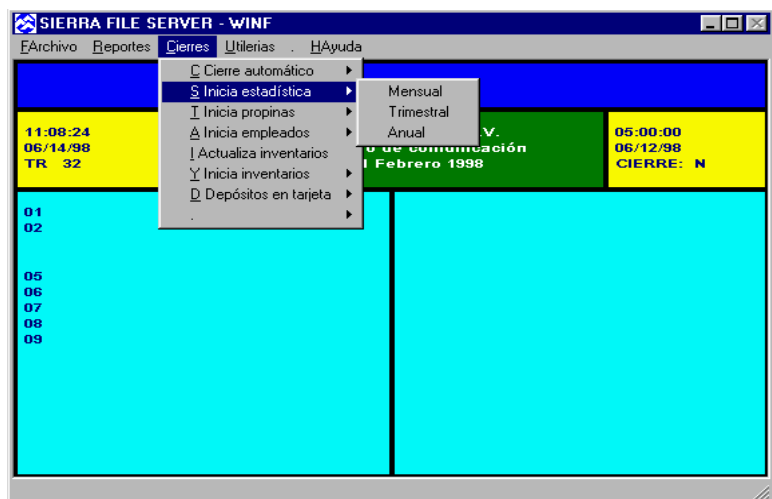 SIERRA FILE SERVER - WINF
FArchivo Reportes Cierres Utilerias . HAyuda
C Cierre automático
S Inicia estadística
T Inicia propinas
A Inicia empleados
I Actualiza inventarios
Y Inicia inventarios
D Depósitos en tarjeta
.
Mensual
Trimestral
Anual
11:08:24
06/14/98
TR 32
.V.
o de comunicación
l Febrero 1998
05:00:00
06/12/98
CIERRE: N
01
02
05
06
07
08
09